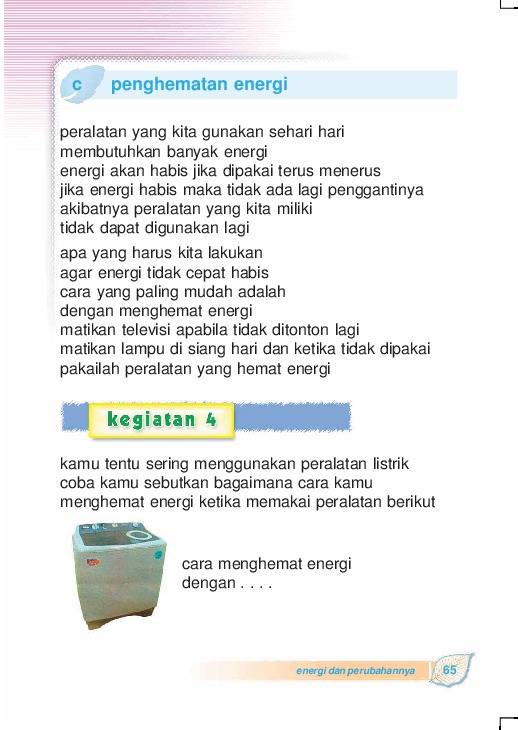 c penghematan energi
peralatan yang kita gunakan sehari hari
membutuhkan banyak energi
energi akan habis jika dipakai terus menerus
jika energi habis maka tidak ada lagi penggantinya
akibatnya peralatan yang kita miliki
tidak dapat digunakan lagi
apa yang harus kita lakukan
agar energi tidak cepat habis
cara yang paling mudah adalah
dengan menghemat energi
matikan televisi apabila tidak ditonton lagi
matikan lampu di siang hari dan ketika tidak dipakai
pakailah peralatan yang hemat energi
kegiatan 4
kamu tentu sering menggunakan peralatan listrik
coba kamu sebutkan bagaimana cara kamu
menghemat energi ketika memakai peralatan berikut
cara menghemat energi
dengan . . . .
energi dan perubahannya 65